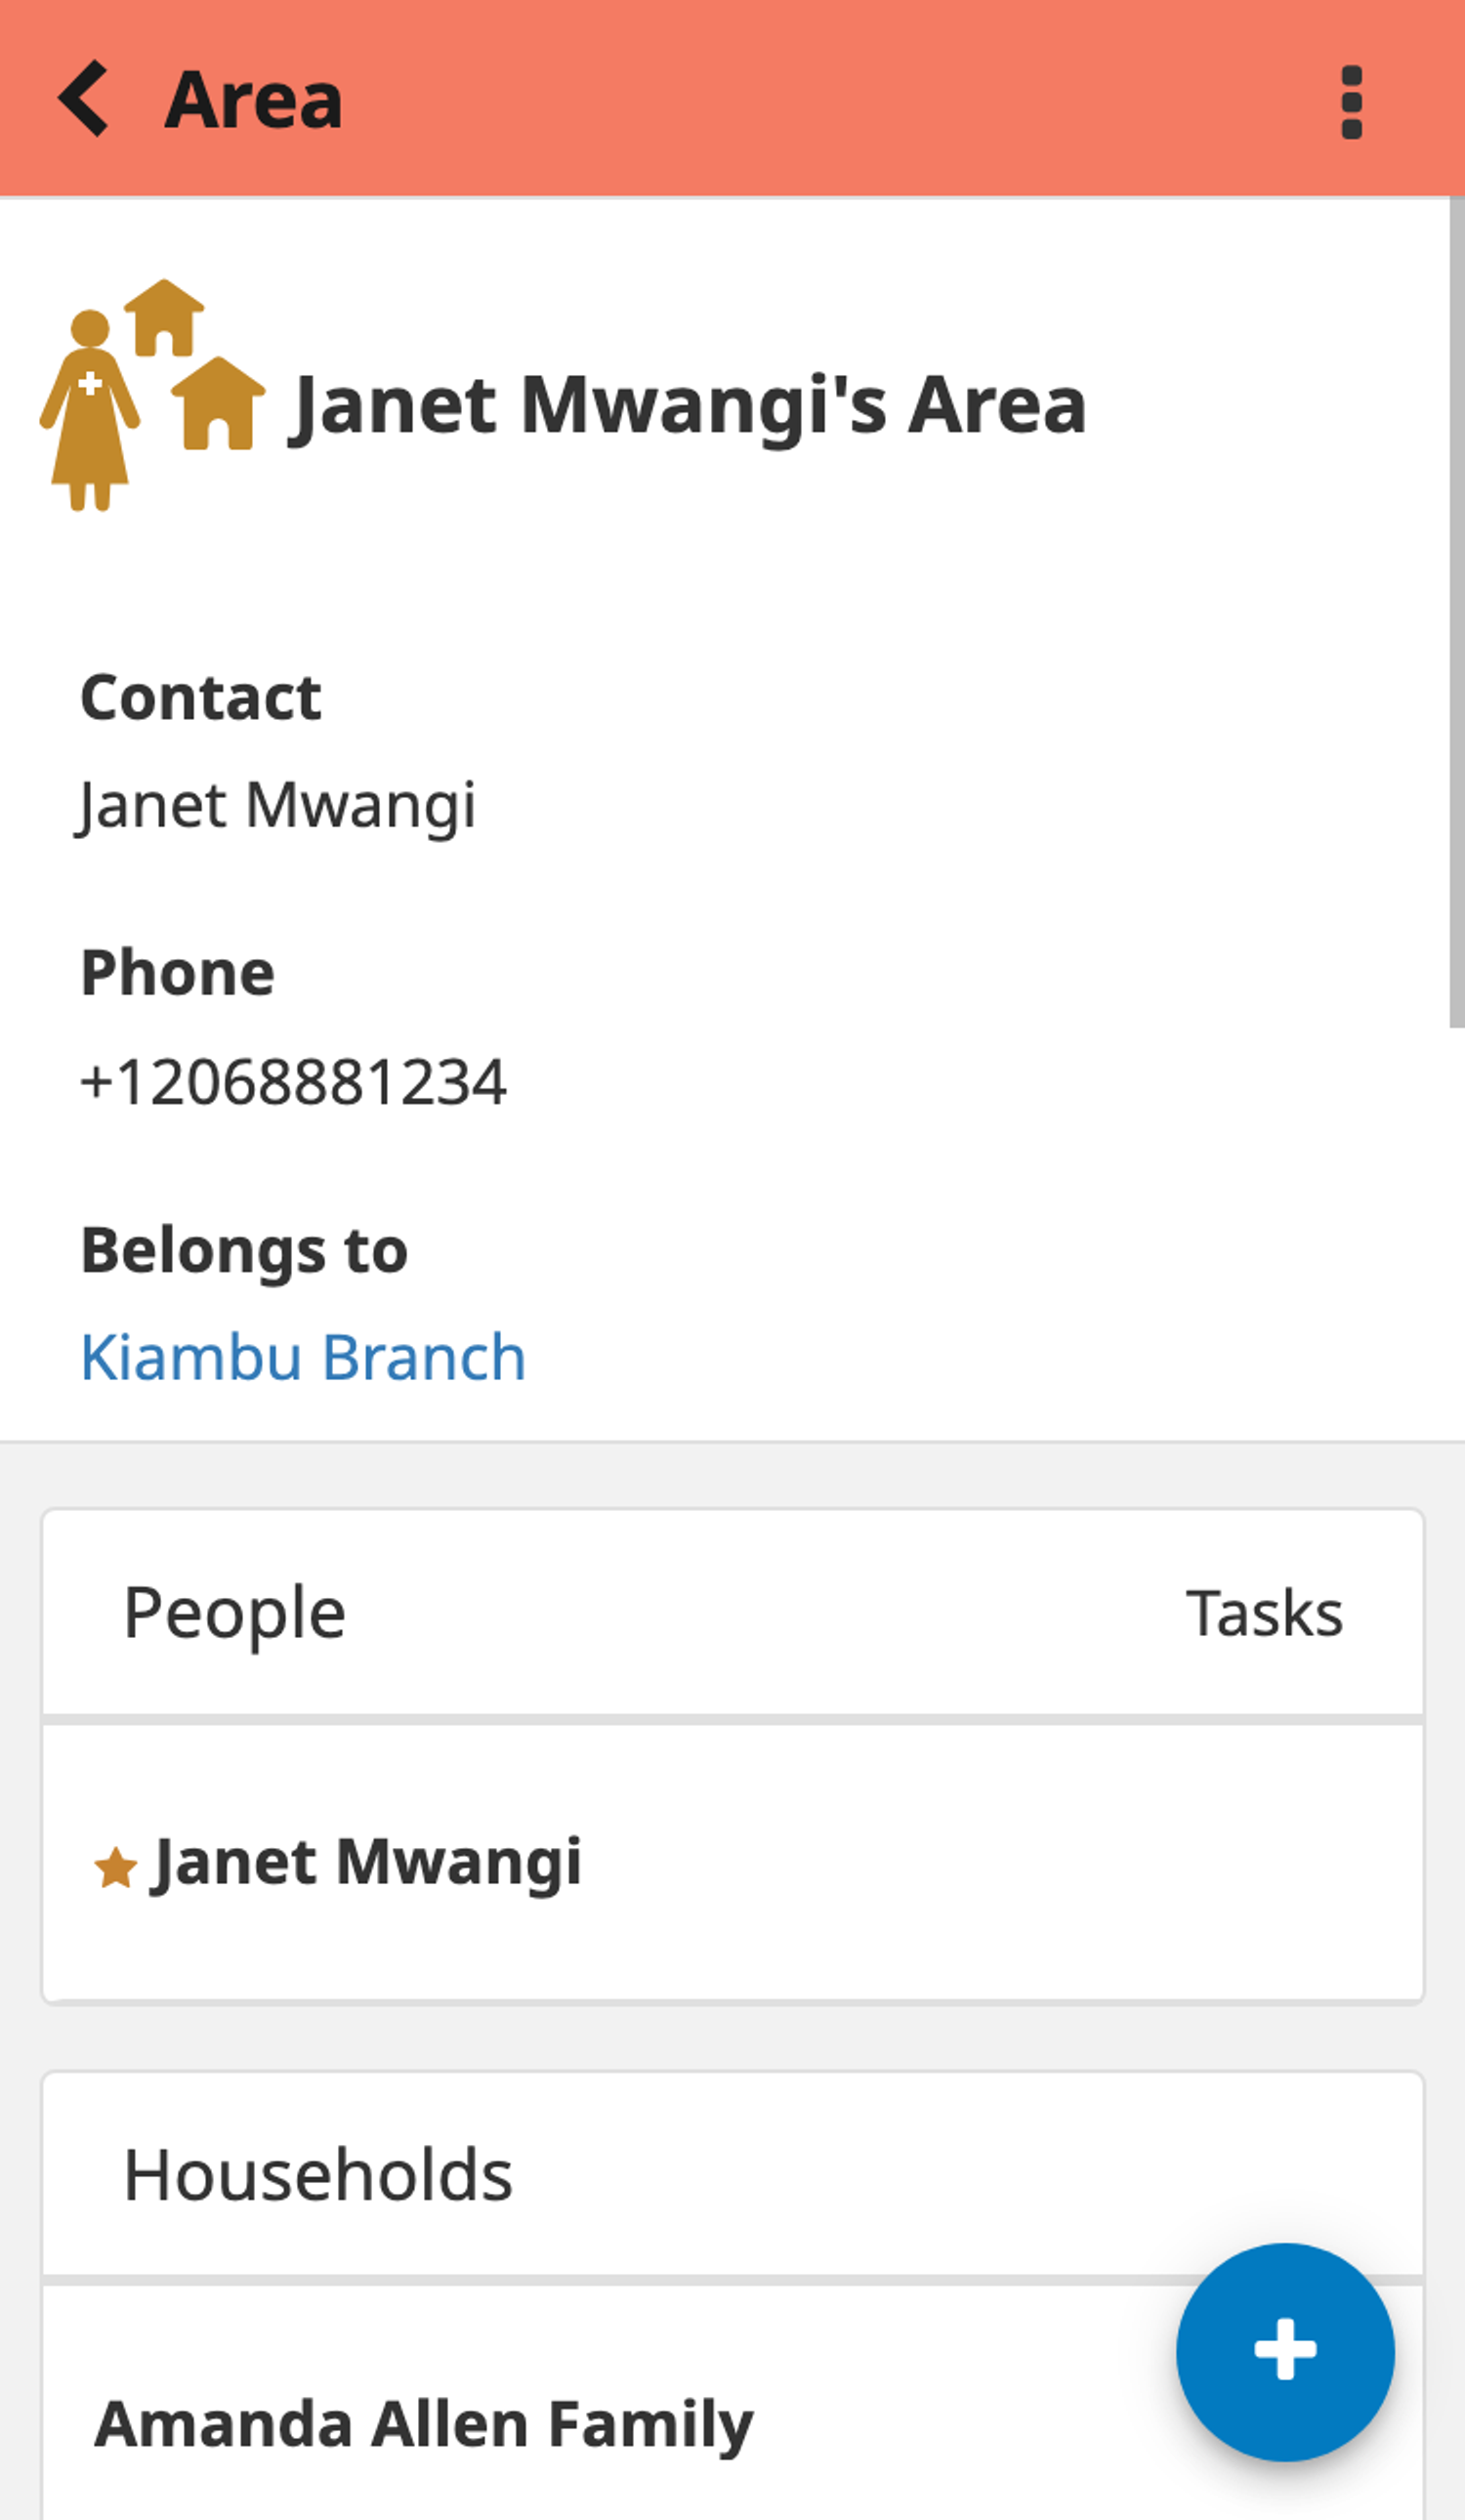 Area
Janet Mwangi's Area
Contact
Janet Mwangi
Phone
+12068881234
Belongs to
Kiambu Branch
People Tasks
Janet Mwangi
Households
Amanda Allen Family